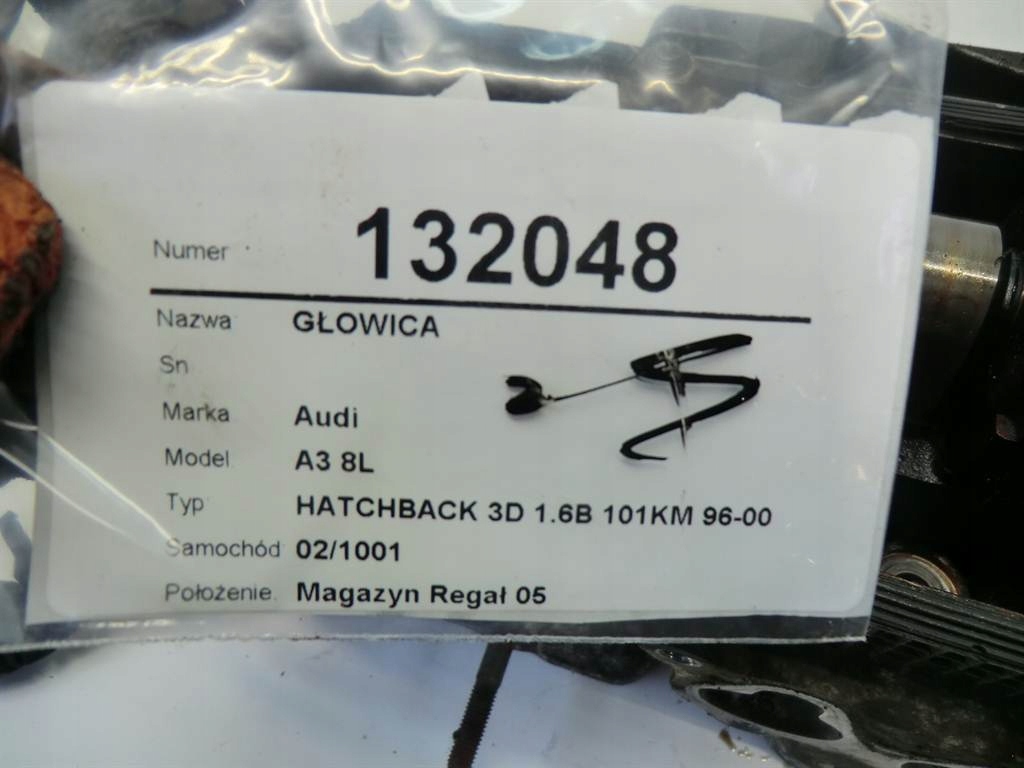 Numer 132048
Nazwa GŁOWICA
Sn
Marka Audi
Model A3 8L
Typ HATCHBACK 3D 1.6B 101KM 96-00
Samochód 02/1001
Położenie. Magazyn Regał 05